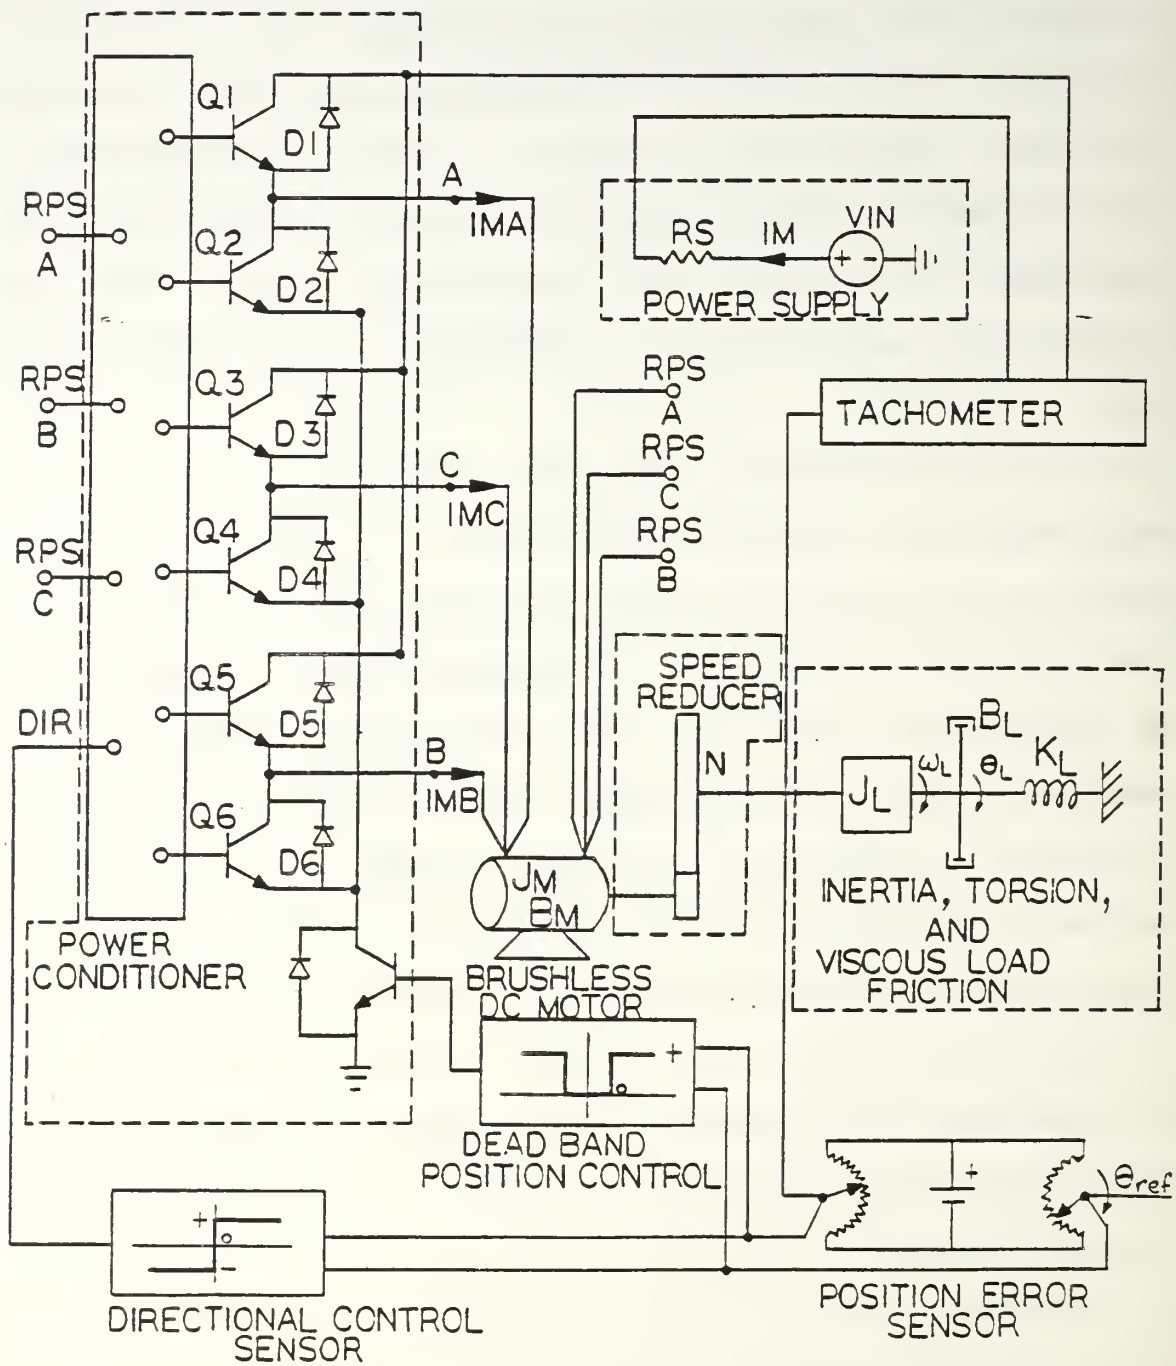 Q1
D1
RPS
A
A
IMA
Q2
D2
RS
IM
VIN
+ -
POWER SUPPLY
RPS
B
Q3
D3
RPS
A
TACHOMETER
C
IMC
RPS
C
RPS
C
Q4
D4
RPS
B
SPEED
REDUCER
N
DIR
Q5
D5
B
IMB
Q6
D6
JM
BM
BRUSHLESS
DC MOTOR
JL
ωL
BL
θL
KL
INERTIA, TORSION,
AND
VISCOUS LOAD
FRICTION
POWER
CONDITIONER
+
o
DEAD BAND
POSITION CONTROL
+
θref
POSITION ERROR
SENSOR
+
o
-
DIRECTIONAL CONTROL
SENSOR